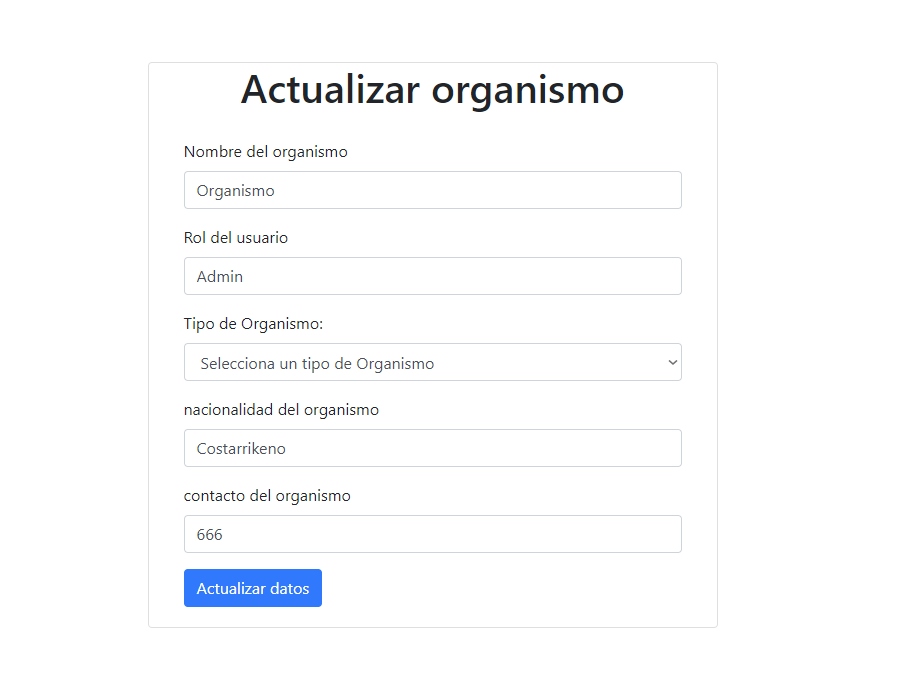 Actualizar organismo
Nombre del organismo
Organismo
Rol del usuario
Admin
Tipo de Organismo:
Selecciona un tipo de Organismo
nacionalidad del organismo
Costarrikeno
contacto del organismo
666
Actualizar datos